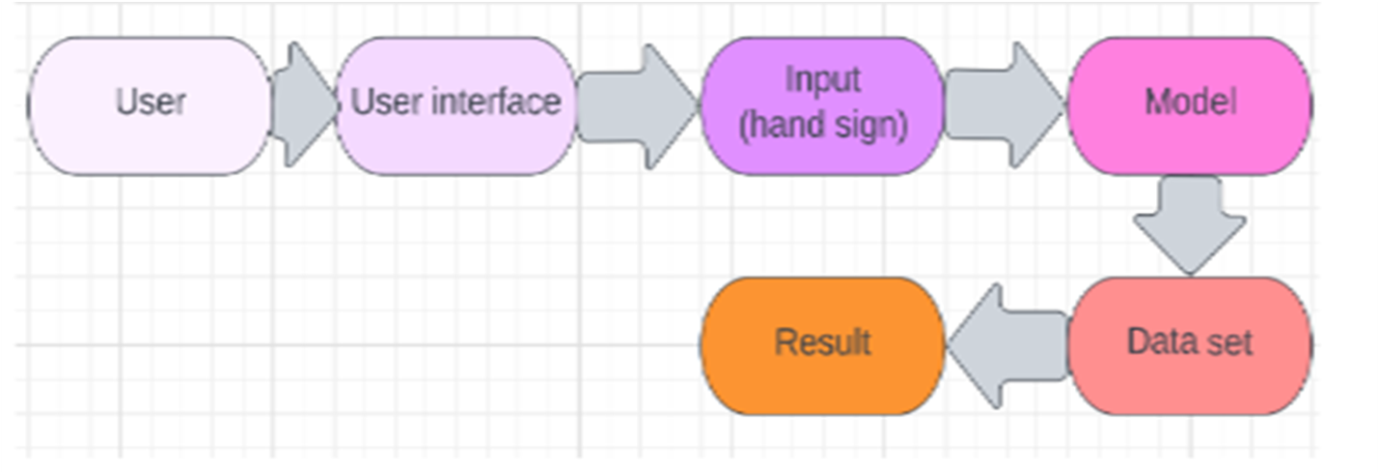 User
User interface
Input
(hand sign)
Model
Data set
Result